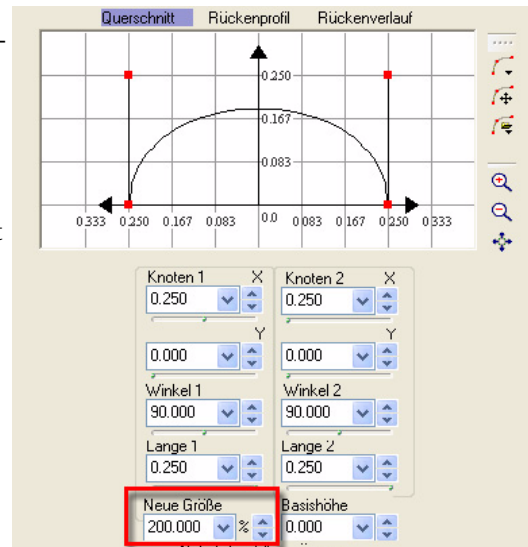 Querschnitt Rückenprofil Rückenverlauf
0.250
0.167
0.083
0.333 0.250 0.167 0.083 0.0 0.083 0.167 0.250 0.333
Knoten 1 X Knoten 2 X
0.250 0.250
Y Y
0.000 0.000
Winkel 1 Winkel 2
90.000 90.000
Lange 1 Lange 2
0.250 0.250
Neue Größe Basishöhe
200.000 % 0.000